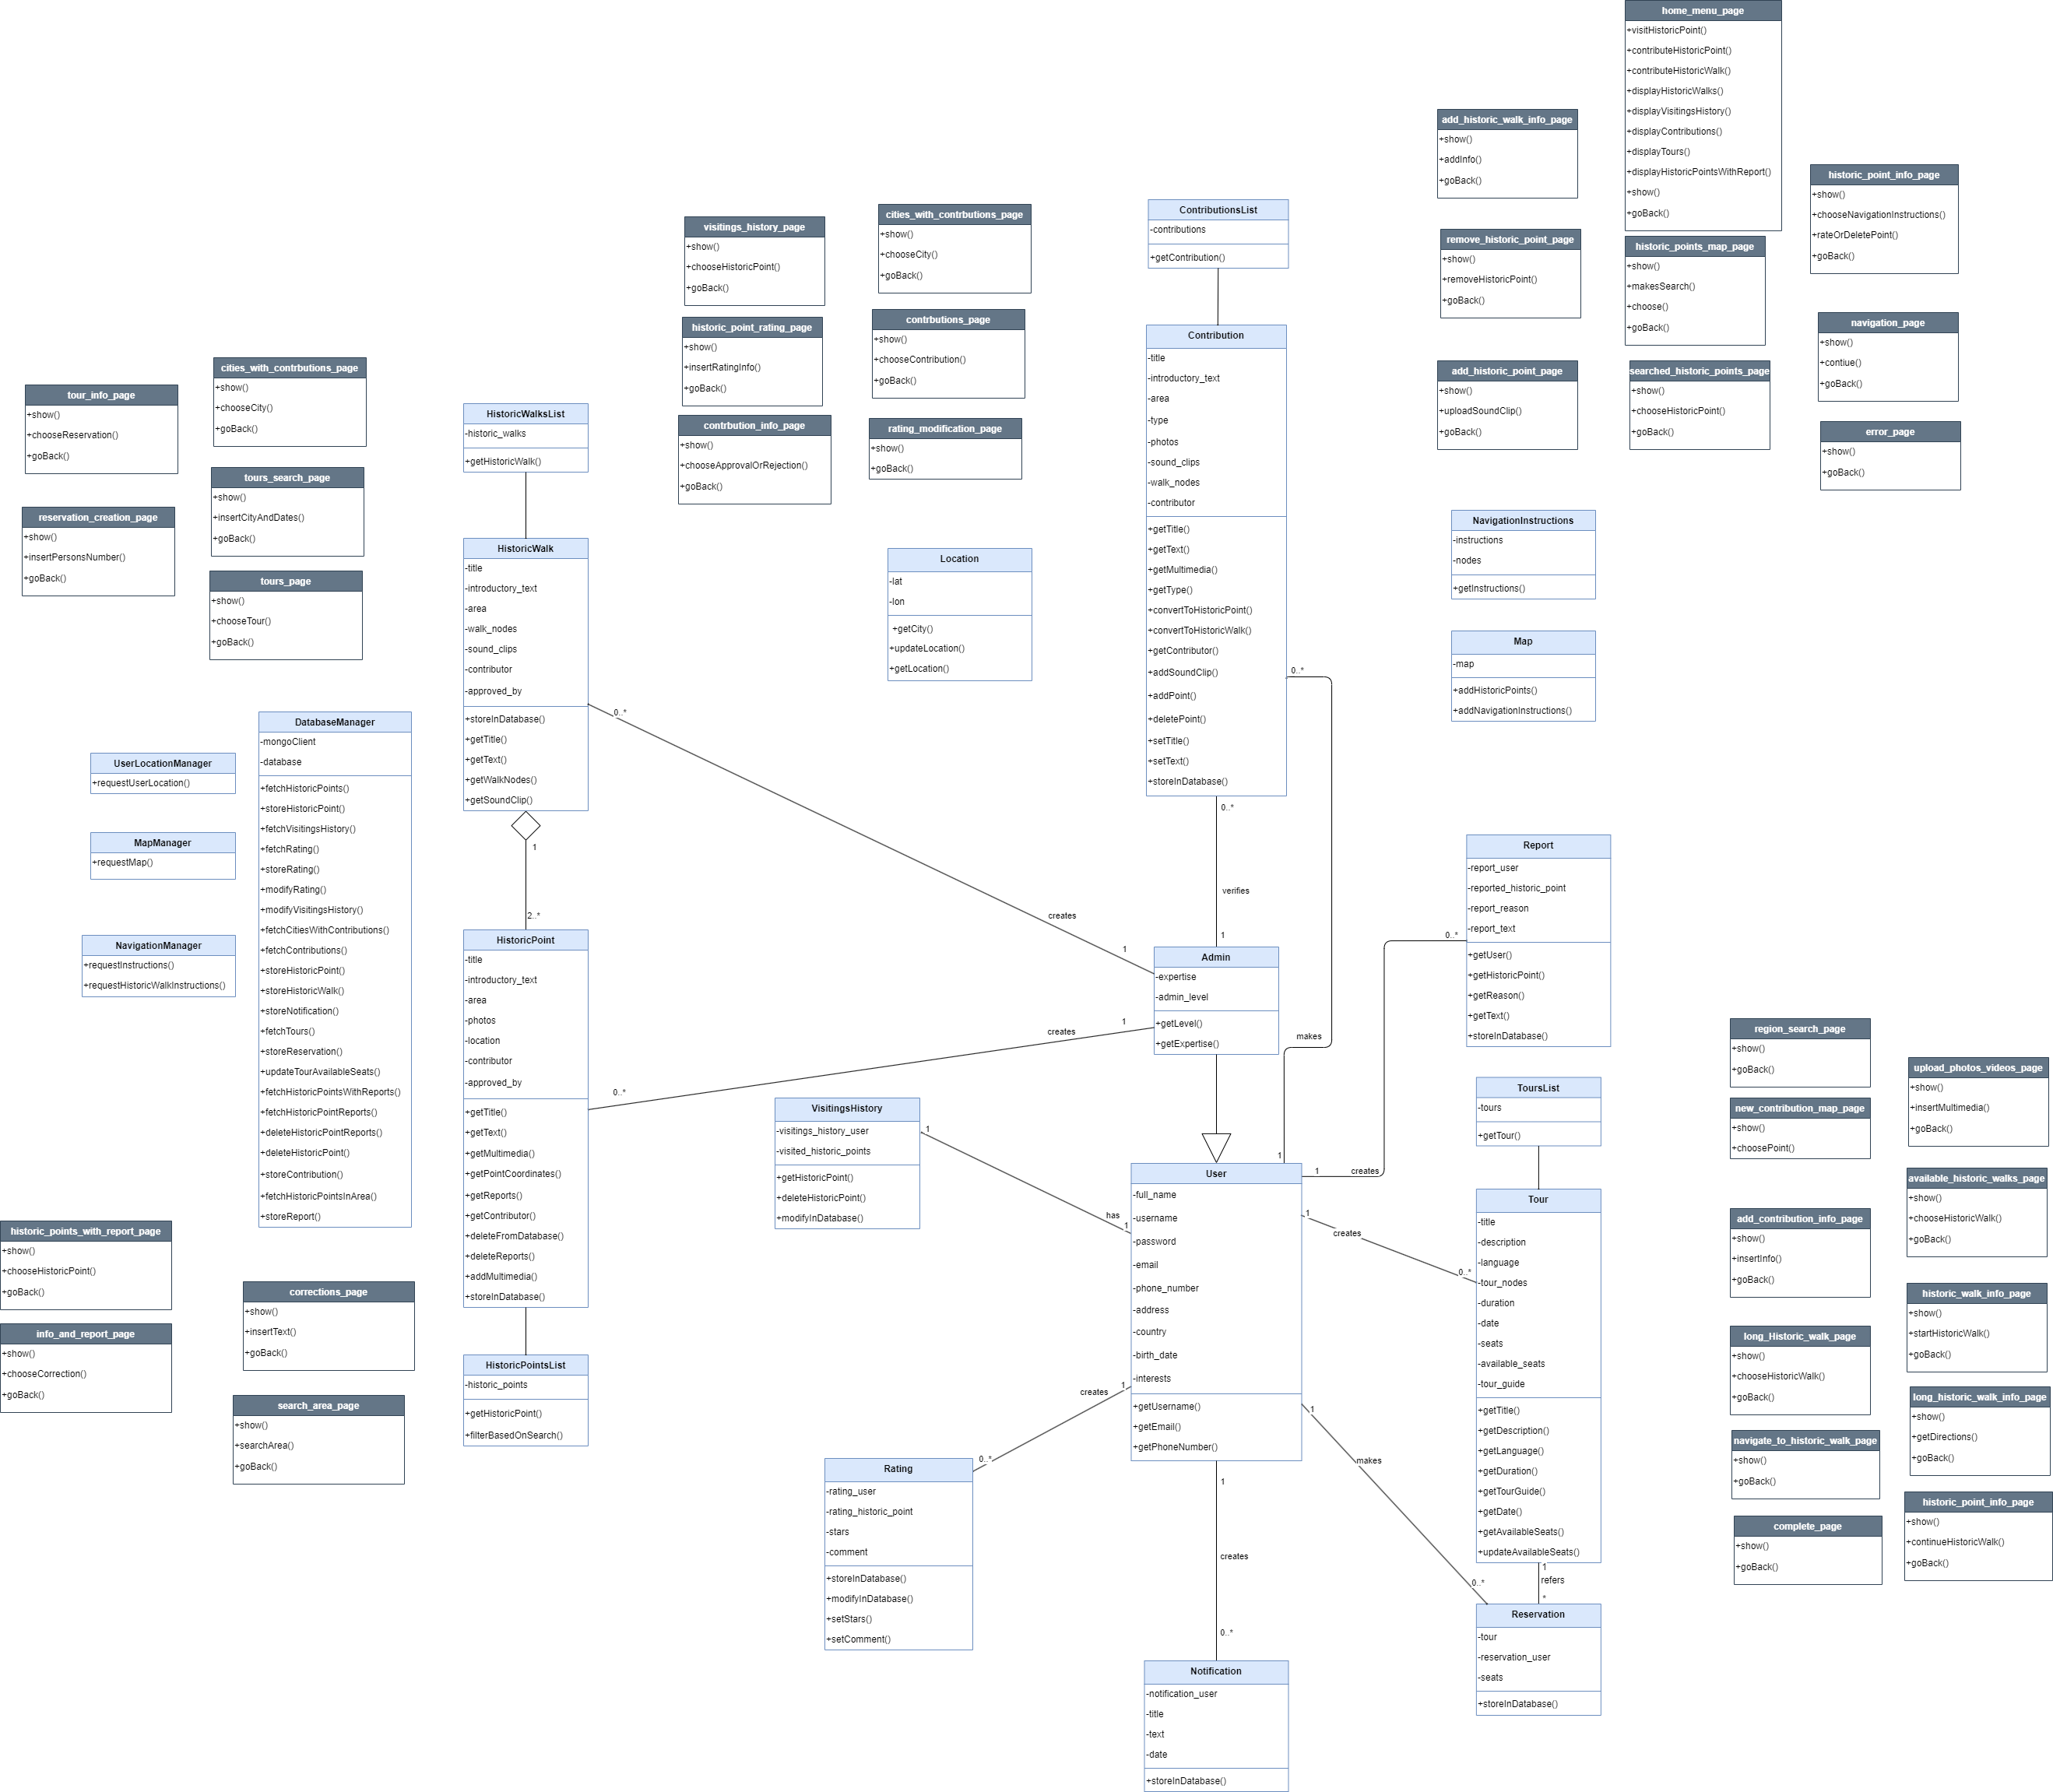 home_menu_page
+visitHistoricPoint()
+contributeHistoricPoint()
+contributeHistoricWalk()
+displayHistoricWalks()
+displayVisitingsHistory()
+displayContributions()
+displayTours()
+displayHistoricPointsWithReport()
+show()
+goBack()
add_historic_walk_info_page
+show()
+addInfo()
+goBack()
historic_point_info_page
+show()
+chooseNavigationInstructions()
+rateOrDeletePoint()
+goBack()
ContributionsList
-contributions
+getContribution()
cities_with_contrbutions_page
+show()
+chooseCity()
+goBack()
visitings_history_page
+show()
+chooseHistoricPoint()
+goBack()
remove_historic_point_page
+show()
+removeHistoricPoint()
+goBack()
historic_points_map_page
+show()
+makesSearch()
+choose()
+goBack()
historic_point_rating_page
+show()
+insertRatingInfo()
+goBack()
contrbutions_page
+show()
+chooseContribution()
+goBack()
navigation_page
+show()
+contiue()
+goBack()
Contribution
-title
-introductory_text
-area
-type
-photos
-sound_clips
-walk_nodes
-contributor
+getTitle()
+getText()
+getMultimedia()
+getType()
+convertToHistoricPoint()
+convertToHistoricWalk()
+getContributor()
+addSoundClip()
+addPoint()
+deletePoint()
+setTitle()
+setText()
+storeInDatabase()
add_historic_point_page
+show()
+uploadSoundClip()
+goBack()
searched_historic_points_page
+show()
+chooseHistoricPoint()
+goBack()
error_page
+show()
+goBack()
tour_info_page
+show()
+chooseReservation()
+goBack()
cities_with_contrbutions_page
+show()
+chooseCity()
+goBack()
HistoricWalksList
-historic_walks
+getHistoricWalk()
contrbution_info_page
+show()
+chooseApprovalOrRejection()
+goBack()
rating_modification_page
+show()
+goBack()
tours_search_page
+show()
+insertCityAndDates()
+goBack()
reservation_creation_page
+show()
+insertPersonsNumber()
+goBack()
tours_page
+show()
+chooseTour()
+goBack()
HistoricWalk
-title
-introductory_text
-area
-walk_nodes
-sound_clips
-contributor
-approved_by
+storeInDatabase()
+getTitle()
+getText()
+getWalkNodes()
+getSoundClip()
Location
-lat
-lon
+getCity()
+updateLocation()
+getLocation()
NavigationInstructions
-instructions
-nodes
+getInstructions()
Map
-map
+addHistoricPoints()
+addNavigationInstructions()
0..*
0..*
0..*
verifies
1
creates
1
1
2..*
UserLocationManager
+requestUserLocation()
MapManager
+requestMap()
NavigationManager
+requestInstructions()
+requestHistoricWalkInstructions()
DatabaseManager
-mongoClient
-database
+fetchHistoricPoints()
+storeHistoricPoint()
+fetchVisitingsHistory()
+fetchRating()
+storeRating()
+modifyRating()
+modifyVisitingsHistory()
+fetchCitiesWithContributions()
+fetchContributions()
+storeHistoricPoint()
+storeHistoricWalk()
+storeNotification()
+fetchTours()
+storeReservation()
+updateTourAvailableSeats()
+fetchHistoricPointsWithReports()
+fetchHistoricPointReports()
+deleteHistoricPointReports()
+deleteHistoricPoint()
+storeContribution()
+fetchHistoricPointsInArea()
+storeReport()
HistoricPoint
-title
-introductory_text
-area
-photos
-location
-contributor
-approved_by
+getTitle()
+getText()
+getMultimedia()
+getPointCoordinates()
+getReports()
+getContributor()
+deleteFromDatabase()
+deleteReports()
+addMultimedia()
+storeInDatabase()
Admin
-expertise
-admin_level
+getLevel()
+getExpertise()
1
creates
0..*
makes
1
Report
-report_user
-reported_historic_point
-report_reason
-report_text
+getUser()
+getHistoricPoint()
+getReason()
+getText()
+storeInDatabase()
0..*
creates
1
VisitingsHistory
-visitings_history_user
-visited_historic_points
+getHistoricPoint()
+deleteHistoricPoint()
+modifyInDatabase()
1
has
1
ToursList
-tours
+getTour()
region_search_page
+show()
+goBack()
upload_photos_videos_page
+show()
+insertMultimedia()
+goBack()
new_contribution_map_page
+show()
+choosePoint()
User
-full_name
-username
-password
-email
-phone_number
-address
-country
-birth_date
-interests
+getUsername()
+getEmail()
+getPhoneNumber()
1
creates
0..*
Tour
-title
-description
-language
-tour_nodes
-duration
-date
-seats
-available_seats
-tour_guide
+getTitle()
+getDescription()
+getLanguage()
+getDuration()
+getTourGuide()
+getDate()
+getAvailableSeats()
+updateAvailableSeats()
available_historic_walks_page
+show()
+chooseHistoricWalk()
+goBack()
add_contribution_info_page
+show()
+insertInfo()
+goBack()
historic_walk_info_page
+show()
+startHistoricWalk()
+goBack()
long_Historic_walk_page
+show()
+chooseHistoricWalk()
+goBack()
long_historic_walk_info_page
+show()
+getDirections()
+goBack()
navigate_to_historic_walk_page
+show()
+goBack()
historic_point_info_page
+show()
+continueHistoricWalk()
+goBack()
complete_page
+show()
+goBack()
historic_points_with_report_page
+show()
+chooseHistoricPoint()
+goBack()
info_and_report_page
+show()
+chooseCorrection()
+goBack()
corrections_page
+show()
+insertText()
+goBack()
search_area_page
+show()
+searchArea()
+goBack()
HistoricPointsList
-historic_points
+getHistoricPoint()
+filterBasedOnSearch()
1
creates
0..*
Rating
-rating_user
-rating_historic_point
-stars
-comment
+storeInDatabase()
+modifyInDatabase()
+setStars()
+setComment()
1
makes
0..*
1
creates
0..*
1
refers
*
Reservation
-tour
-reservation_user
-seats
+storeInDatabase()
Notification
-notification_user
-title
-text
-date
+storeInDatabase()